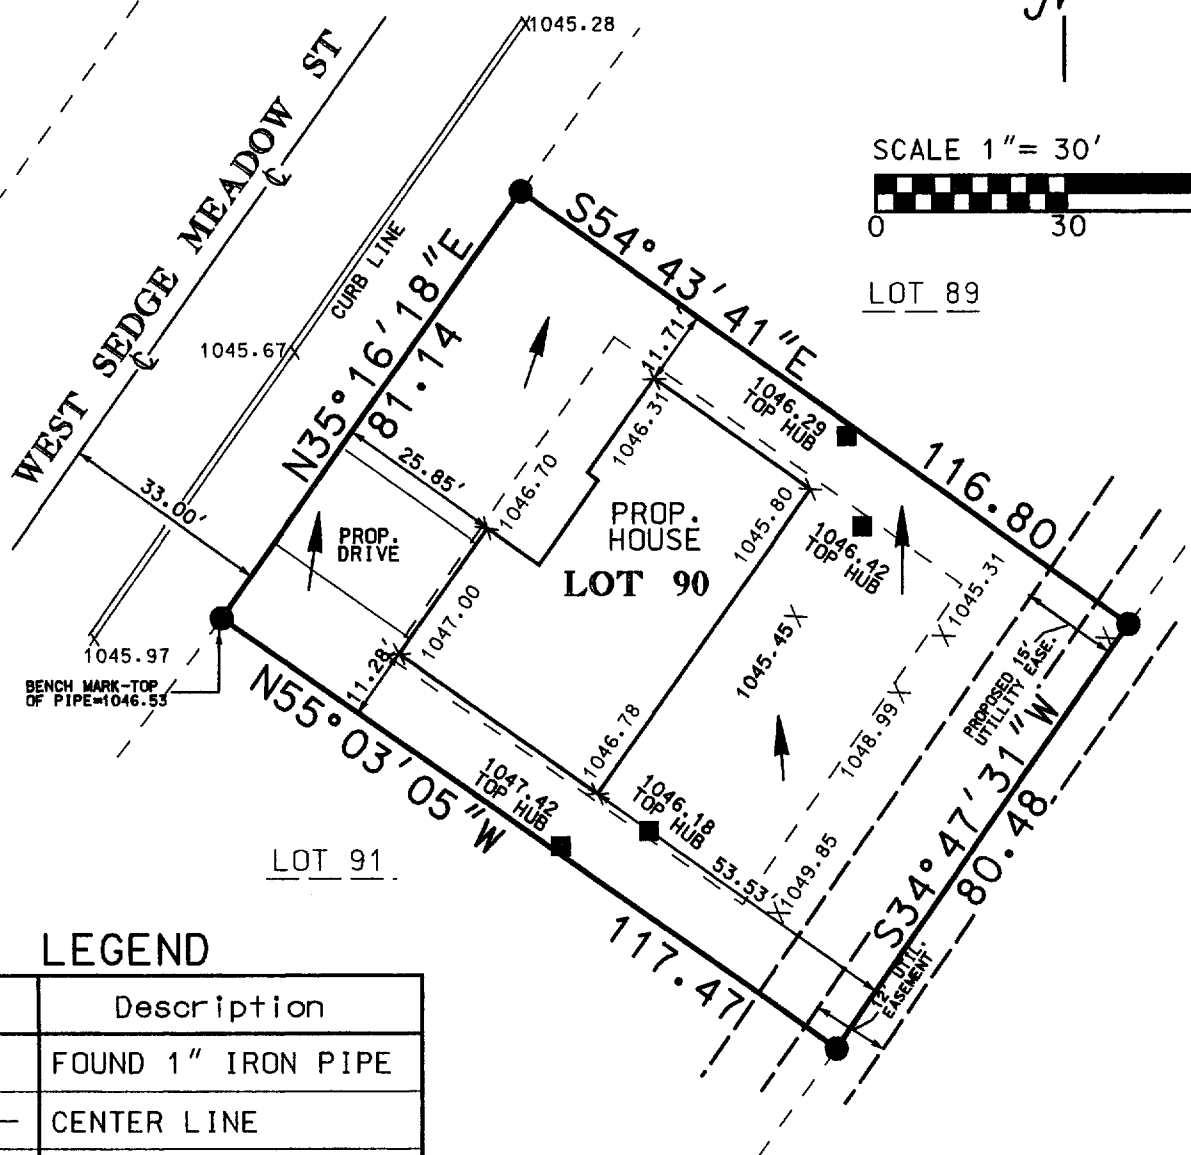 N
1045.28
WEST SEDGE MEADOW ST
SCALE 1"= 30'
0 30
LOT 89
CURB LINE
S54°43'41"E
116.80
N35°16'18"E
81.14
1045.67
11.71'
1046.29
TOP HUB
1046.31
25.85'
1046.70
33.00'
PROP.
DRIVE
PROP.
HOUSE
LOT 90
1045.80
1046.42
TOP HUB
1045.31
1047.00
1045.45
PROPOSED 15'
UTILLITY EASE.
1045.97
BENCH MARK-TOP
OF PIPE=1046.53
11.28'
N55°03'05"W
117.47
1046.78
1048.99
1047.42
TOP HUB
1046.18
TOP HUB
53.53'
1049.85
S34°47'31"W
80.48
12' UTIL.
EASEMENT
LOT 91
LEGEND
Description
FOUND 1" IRON PIPE
CENTER LINE